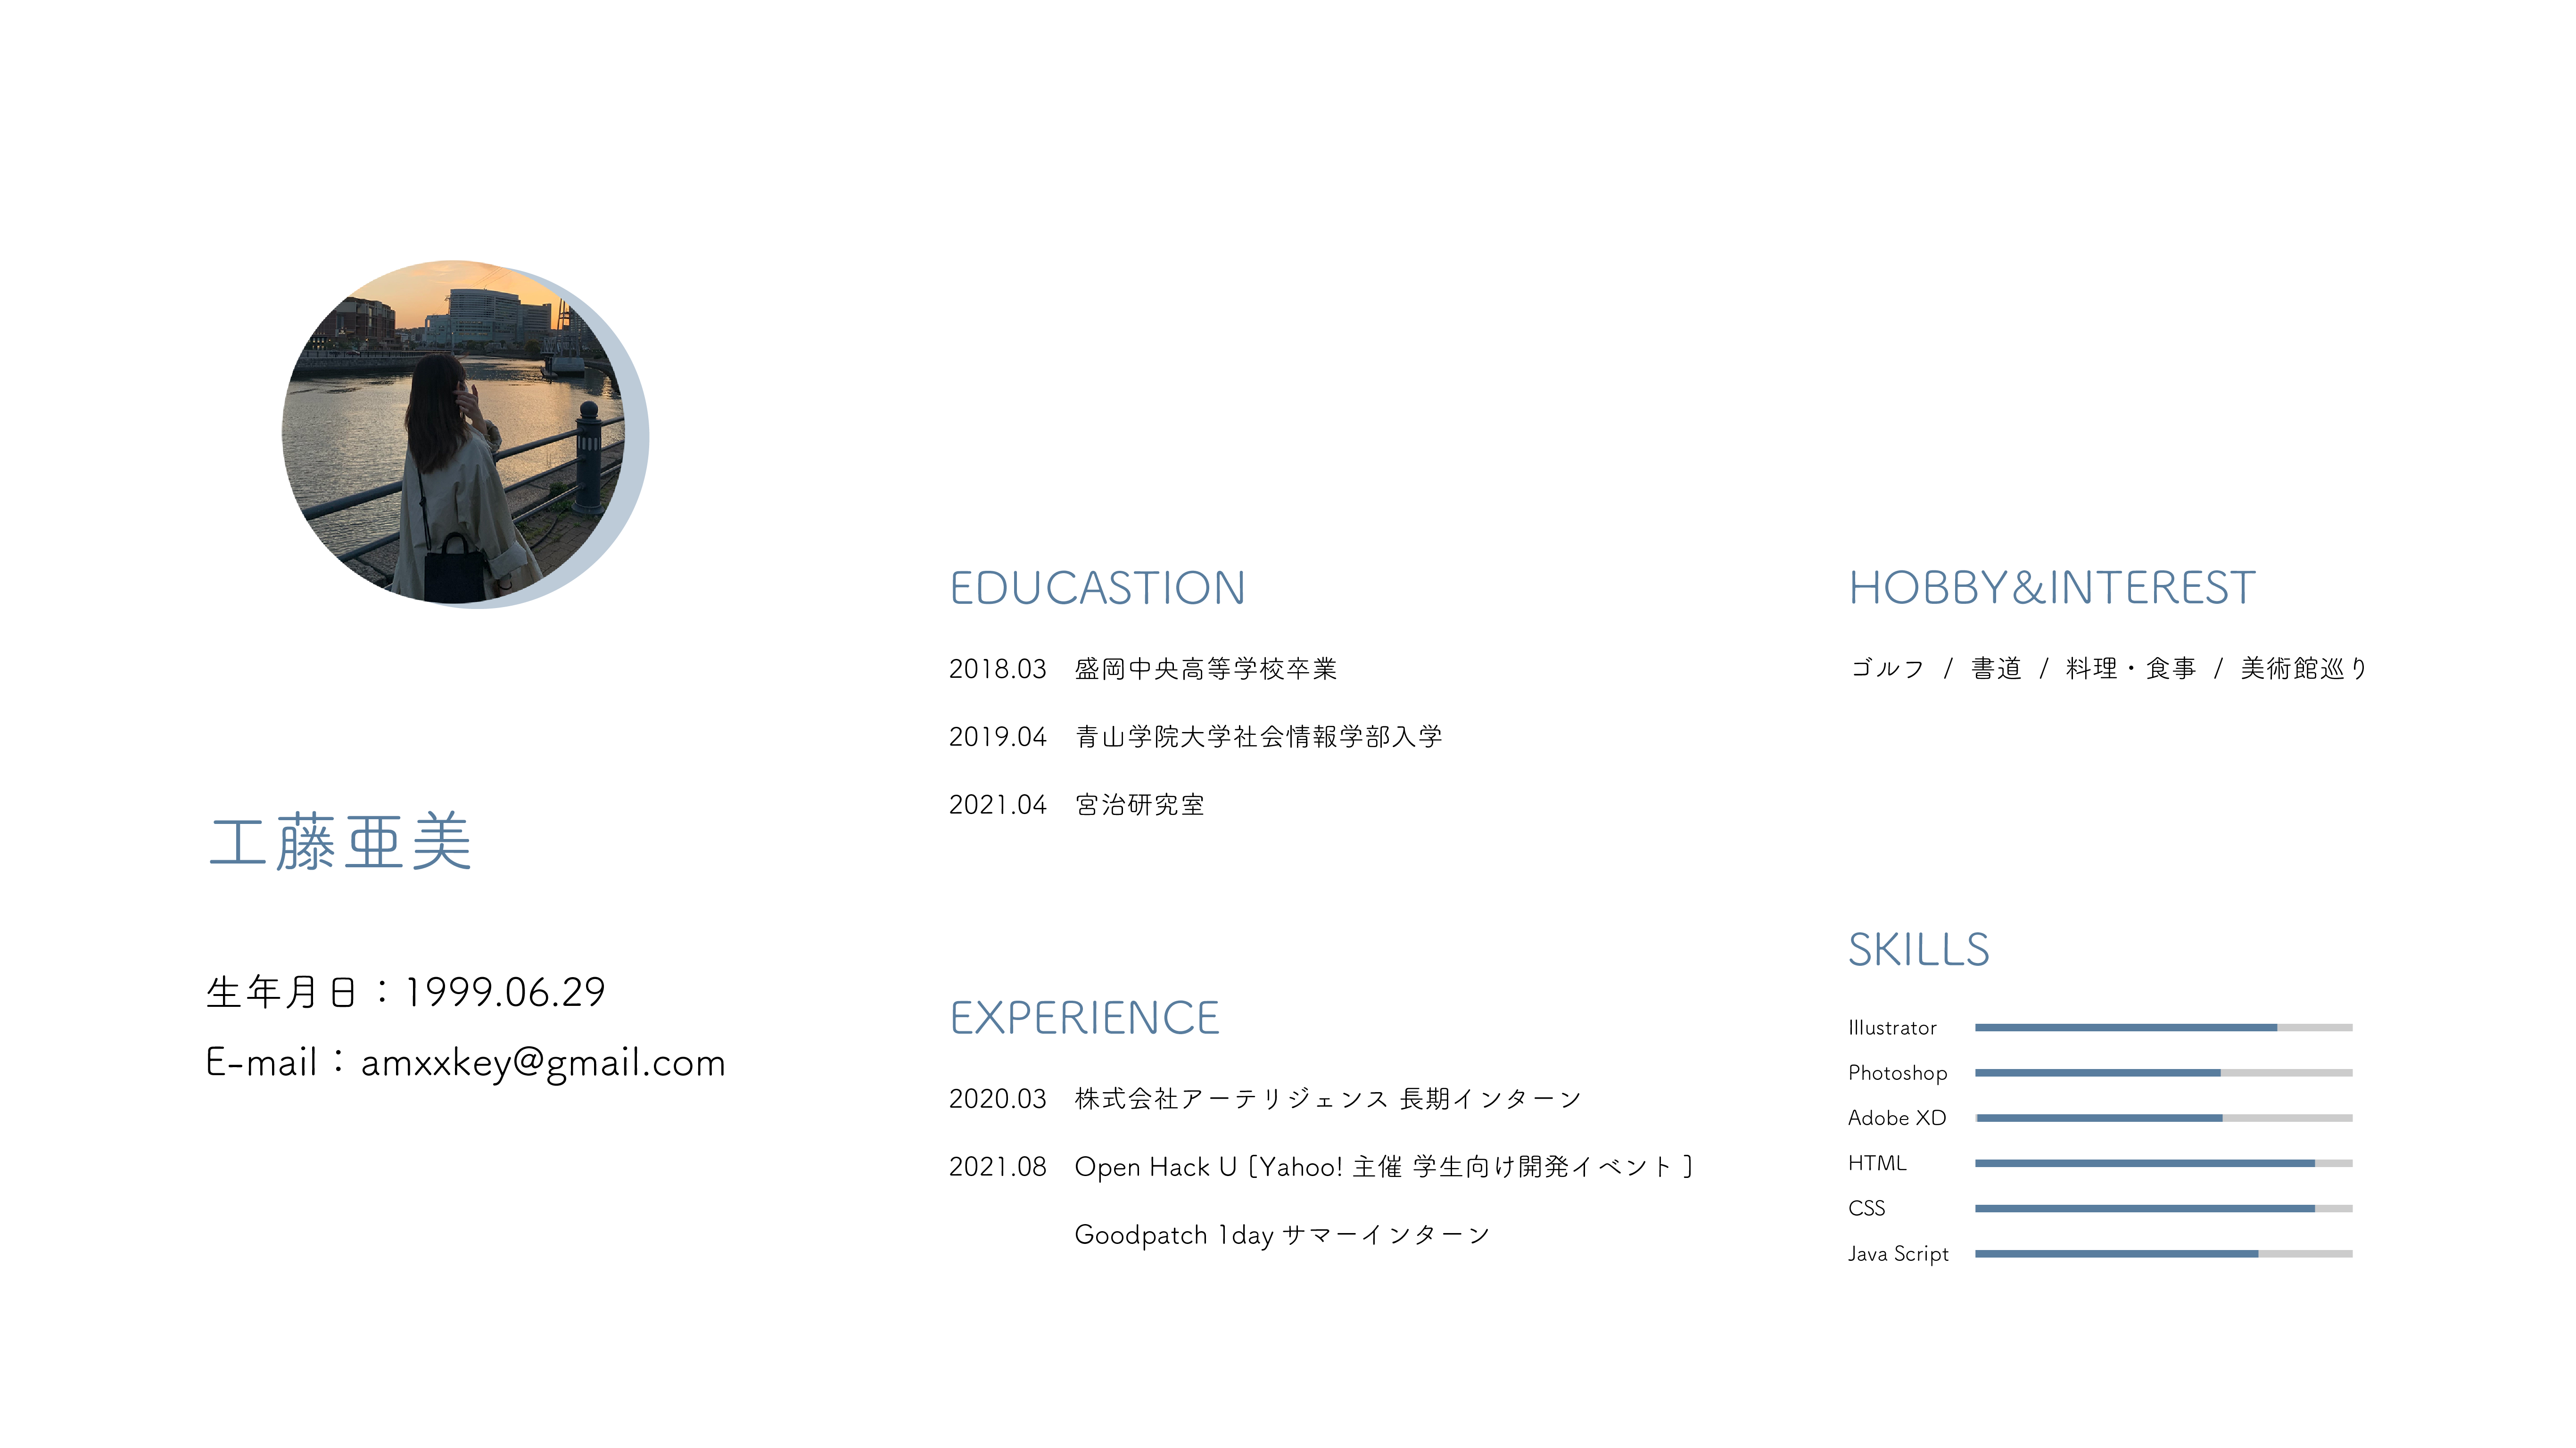 工藤亜美
生年月日：1999.06.29
E-mail：amxxkey@gmail.com
EDUCASTION
2018.03 盛岡中央高等学校卒業
2019.04 青山学院大学社会情報学部入学
2021.04 宮治研究室
EXPERIENCE
2020.03 株式会社アーテリジェンス 長期インターン
2021.08 Open Hack U [Yahoo! 主催 学生向け開発イベント ]
Goodpatch 1day サマーインターン
HOBBY&INTEREST
ゴルフ / 書道 / 料理・食事 / 美術館巡り
SKILLS
Illustrator
Photoshop
Adobe XD
HTML
CSS
Java Script